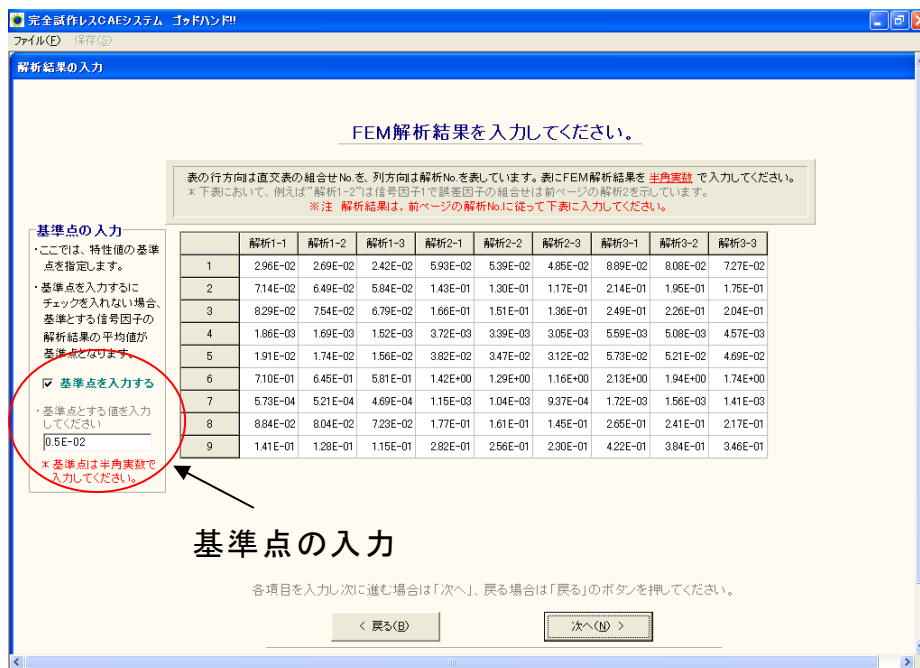 完全試作レスCAEシステム ゴッドハンド!!
ファイル(F) 保存(S)
解析結果の入力
FEM解析結果を入力してください。
表の行方向は直交表の組合せNo.を、列方向は解析No.を表しています。表にFEM解析結果を 半角実数 で入力してください。
*下表において、例えば"解析1-2"は信号因子1で誤差因子の組合せは前ページの解析2を示しています。
※注 解析結果は、前ページの解析No.に従って下表に入力してください。
基準点の入力
・ここでは、特性値の基準
点を指定します。
・基準点を入力するに
チェックを入れない場合、
基準とする信号因子の
解析結果の平均値が
基準点となります。
基準点を入力する
・基準点とする値を入力
してください
0.5E-02
*基準点は半角実数で
入力してください。
解析1-1 解析1-2 解析1-3 解析2-1 解析2-2 解析2-3 解析3-1 解析3-2 解析3-3
1 2.96E-02 2.69E-02 2.42E-02 5.93E-02 5.39E-02 4.85E-02 8.89E-02 8.08E-02 7.27E-02
2 7.14E-02 6.49E-02 5.84E-02 1.43E-01 1.30E-01 1.17E-01 2.14E-01 1.95E-01 1.75E-01
3 8.29E-02 7.54E-02 6.79E-02 1.66E-01 1.51E-01 1.36E-01 2.49E-01 2.26E-01 2.04E-01
4 1.86E-03 1.69E-03 1.52E-03 3.72E-03 3.39E-03 3.05E-03 5.59E-03 5.08E-03 4.57E-03
5 1.91E-02 1.74E-02 1.56E-02 3.82E-02 3.47E-02 3.12E-02 5.73E-02 5.21E-02 4.69E-02
6 7.10E-01 6.45E-01 5.81E-01 1.42E+00 1.29E+00 1.16E+00 2.13E+00 1.94E+00 1.74E+00
7 5.73E-04 5.21E-04 4.69E-04 1.15E-03 1.04E-03 9.37E-04 1.72E-03 1.56E-03 1.41E-03
8 8.84E-02 8.04E-02 7.23E-02 1.77E-01 1.61E-01 1.45E-01 2.65E-01 2.41E-01 2.17E-01
9 1.41E-01 1.28E-01 1.15E-01 2.82E-01 2.56E-01 2.30E-01 4.22E-01 3.84E-01 3.46E-01
基準点の入力
各項目を入力し次に進む場合は「次へ」、戻る場合は「戻る」のボタンを押してください。
< 戻る(B) 次へ(N) >